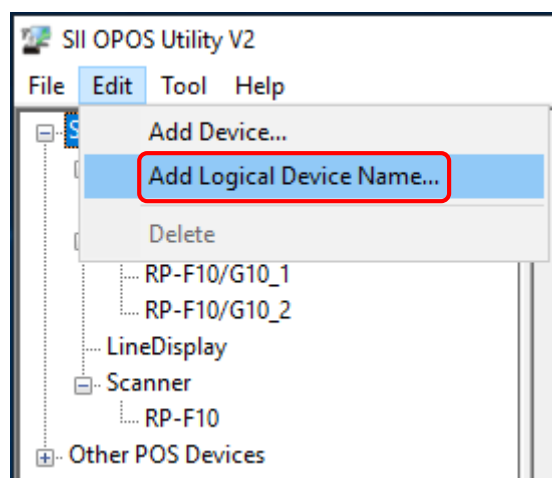 SII OPOS Utility V2
File Edit Tool Help
Add Device...
Add Logical Device Name...
Delete
RP-F10/G10_1
RP-F10/G10_2
LineDisplay
Scanner
RP-F10
Other POS Devices